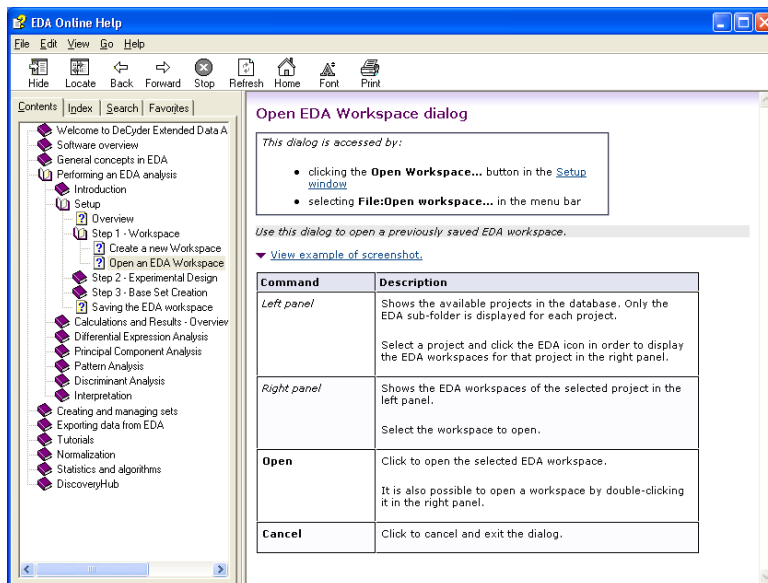 EDA Online Help
File Edit View Go Help
Hide Locate Back Forward Stop Refresh Home Font Print
Contents Index Search Favorites
Welcome to DeCyder Extended Data A
Software overview
General concepts in EDA
Performing an EDA analysis
Introduction
Setup
Overview
Step 1 - Workspace
Create a new Workspace
Open an EDA Workspace
Step 2 - Experimental Design
Step 3 - Base Set Creation
Saving the EDA workspace
Calculations and Results - Overview
Differential Expression Analysis
Principal Component Analysis
Pattern Analysis
Discriminant Analysis
Interpretation
Creating and managing sets
Exporting data from EDA
Tutorials
Normalization
Statistics and algorithms
DiscoveryHub
Open EDA Workspace dialog
This dialog is accessed by:
• clicking the Open Workspace... button in the Setup
window
• selecting File:Open workspace... in the menu bar
Use this dialog to open a previously saved EDA workspace.
View example of screenshot.
Command Description
Left panel Shows the available projects in the database. Only the
EDA sub-folder is displayed for each project.
Select a project and click the EDA icon in order to display
the EDA workspaces for that project in the right panel.
Right panel Shows the EDA workspaces of the selected project in the
left panel.
Select the workspace to open.
Open Click to open the selected EDA workspace.
It is also possible to open a workspace by double-clicking
it in the right panel.
Cancel Click to cancel and exit the dialog.